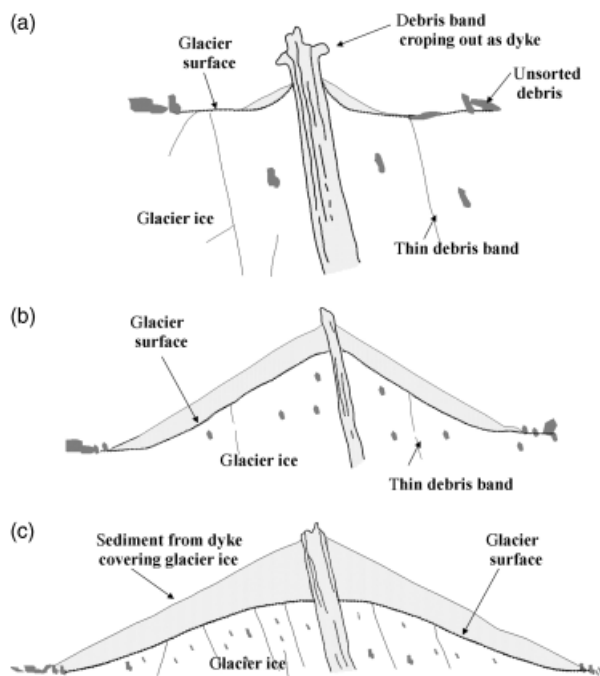 (a)
Debris band
croping out as dyke
Glacier
surface
Unsorted
debris
Glacier ice
Thin debris band
(b)
Glacier
surface
Glacier ice
Thin debris band
(c)
Sediment from dyke
covering glacier ice
Glacier
surface
Glacier ice